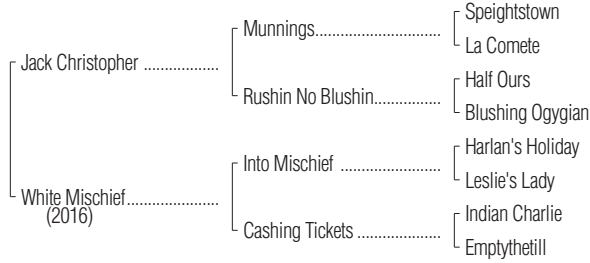 Speightstown
Munnings..............................
La Comete
Jack Christopher ..................
Half Ours
Rushin No Blushin................
Blushing Ogygian
Harlan's Holiday
Into Mischief ........................
Leslie's Lady
White Mischief......................
(2016)
Indian Charlie
Cashing Tickets ....................
Emptythetill